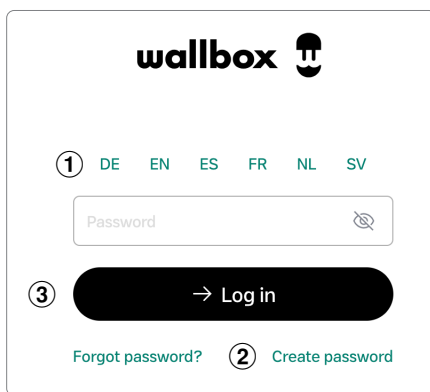 wallbox
1 DE EN ES FR NL SV
Password
3 → Log in
Forgot password? 2 Create password